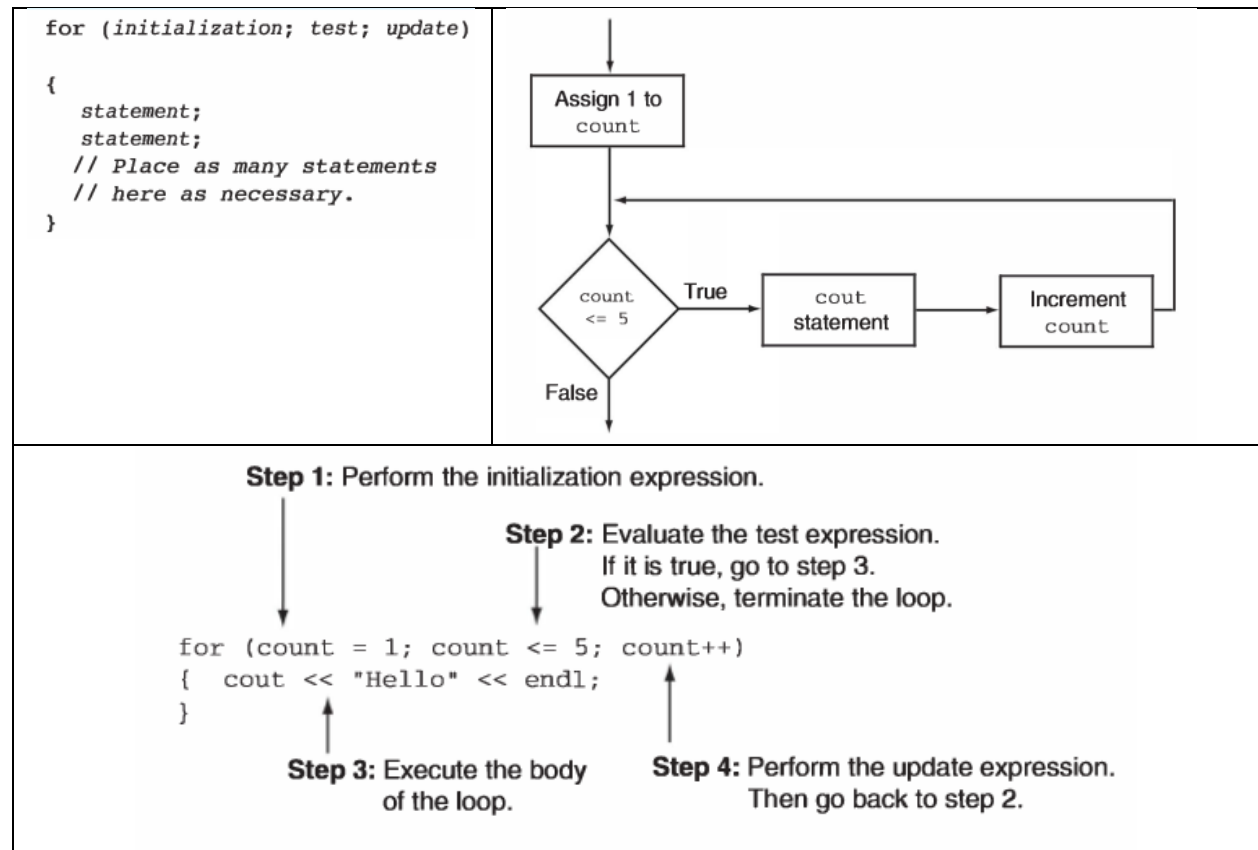 for (initialization; test; update)
{
statement;
statement;
// Place as many statements
// here as necessary.
}
Assign 1 to
count
count
<= 5
True
cout
statement
Increment
count
False
Step 1: Perform the initialization expression.
Step 2: Evaluate the test expression.
If it is true, go to step 3.
Otherwise, terminate the loop.
for (count = 1; count <= 5; count++)
{ cout << "Hello" << endl;
}
Step 3: Execute the body
of the loop.
Step 4: Perform the update expression.
Then go back to step 2.